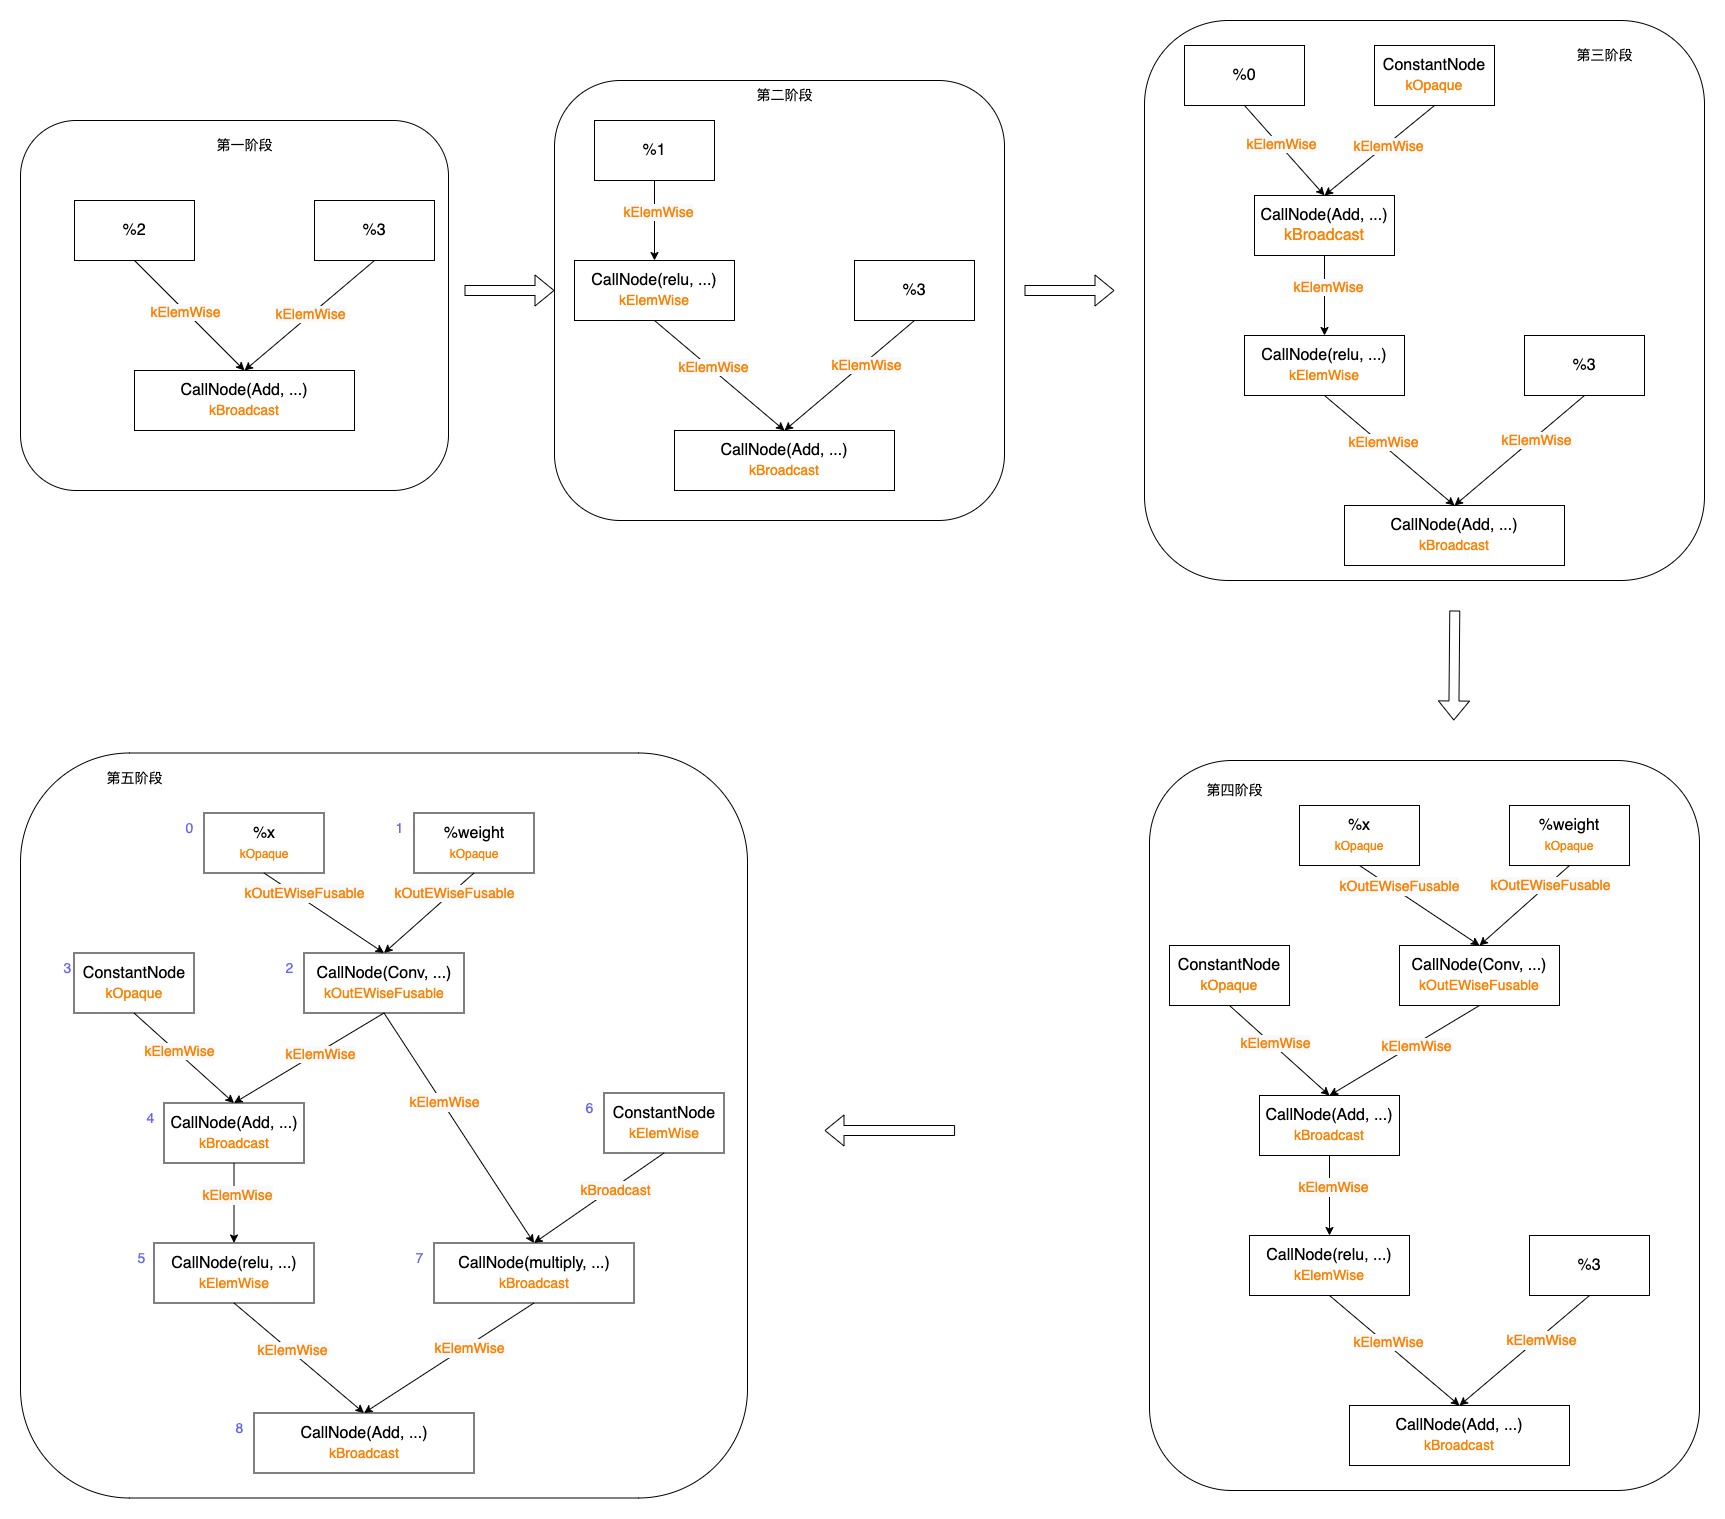 第一阶段
%2
%3
kElemWise
kElemWise
CallNode(Add, ...)
kBroadcast
第二阶段
%1
kElemWise
CallNode(relu, ...)
kElemWise
%3
kElemWise
kElemWise
CallNode(Add, ...)
kBroadcast
第三阶段
%0
ConstantNode
kOpaque
kElemWise
kElemWise
CallNode(Add, ...)
kBroadcast
kElemWise
CallNode(relu, ...)
kElemWise
%3
kElemWise
kElemWise
CallNode(Add, ...)
kBroadcast
第四阶段
%x
kOpaque
%weight
kOpaque
kOutEWiseFusable
kOutEWiseFusable
ConstantNode
kOpaque
CallNode(Conv, ...)
kOutEWiseFusable
kElemWise
kElemWise
CallNode(Add, ...)
kBroadcast
kElemWise
CallNode(relu, ...)
kElemWise
%3
kElemWise
kElemWise
CallNode(Add, ...)
kBroadcast
第五阶段
0
%x
kOpaque
1
%weight
kOpaque
kOutEWiseFusable
kOutEWiseFusable
3
ConstantNode
kOpaque
2
CallNode(Conv, ...)
kOutEWiseFusable
kElemWise
kElemWise
kElemWise
4
CallNode(Add, ...)
kBroadcast
6
ConstantNode
kElemWise
kElemWise
kBroadcast
5
CallNode(relu, ...)
kElemWise
7
CallNode(multiply, ...)
kBroadcast
kElemWise
kElemWise
8
CallNode(Add, ...)
kBroadcast